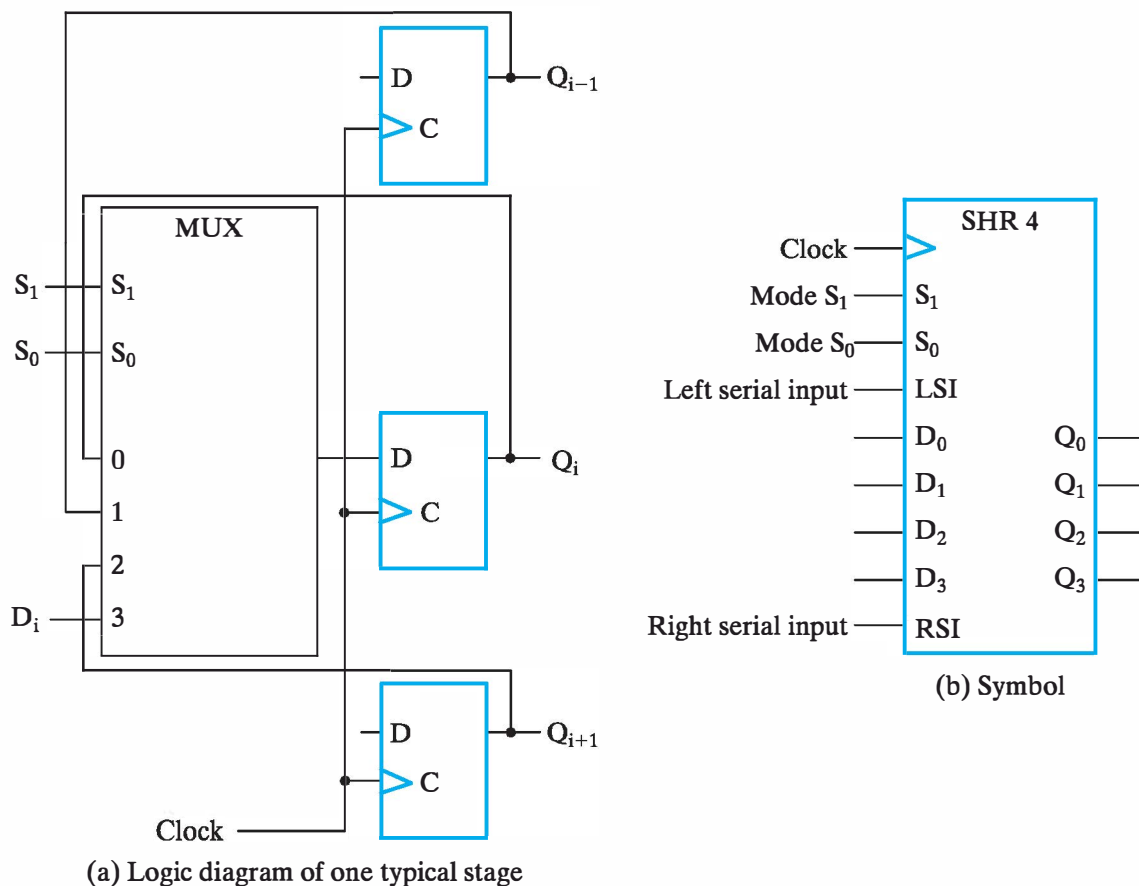 D
Q_{i−1}
C
MUX
S_1
S_1
S_0
S_0
0
D
Q_i
1
C
2
D_i
3
D
Q_{i+1}
C
Clock
(a) Logic diagram of one typical stage
SHR 4
Clock
Mode S_1
S_1
Mode S_0
S_0
Left serial input
LSI
D_0
Q_0
D_1
Q_1
D_2
Q_2
D_3
Q_3
Right serial input
RSI
(b) Symbol